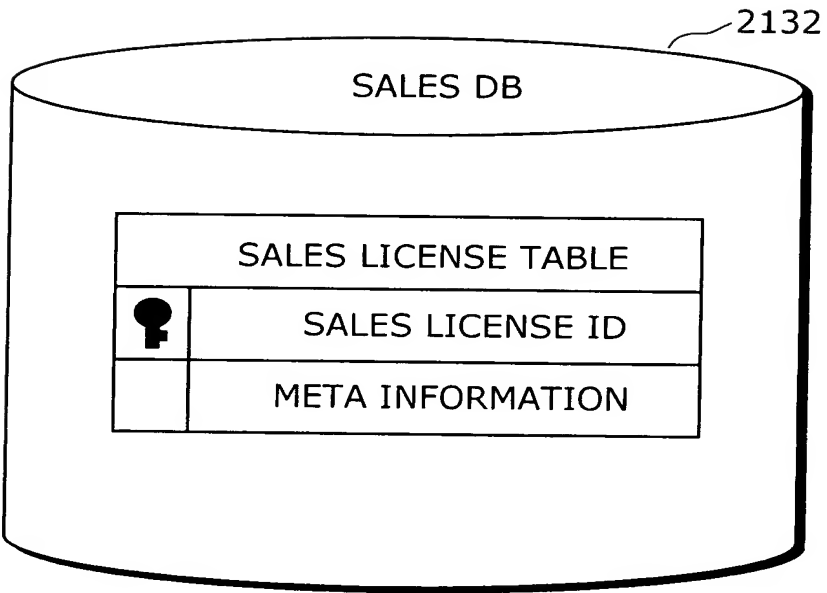 2132
SALES DB
SALES LICENSE TABLE
SALES LICENSE ID
META INFORMATION